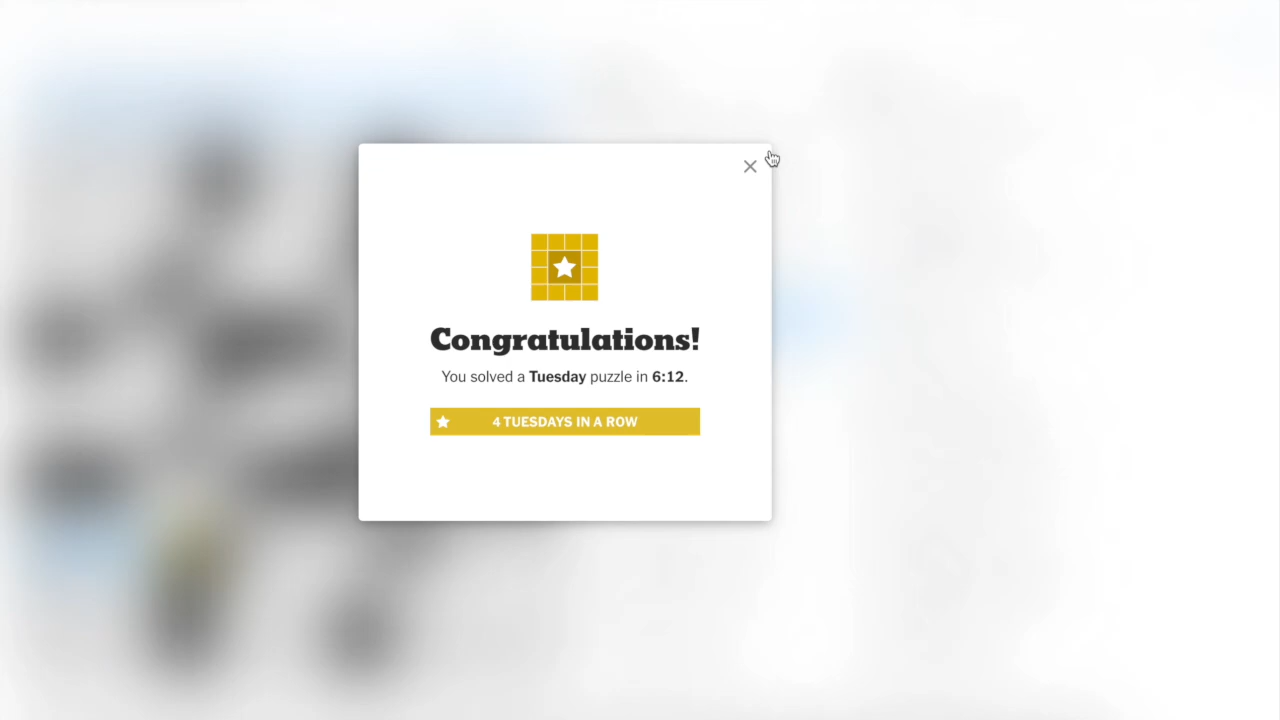 Congratulations!
You solved a Tuesday puzzle in 6:12.
4 TUESDAYS IN A ROW